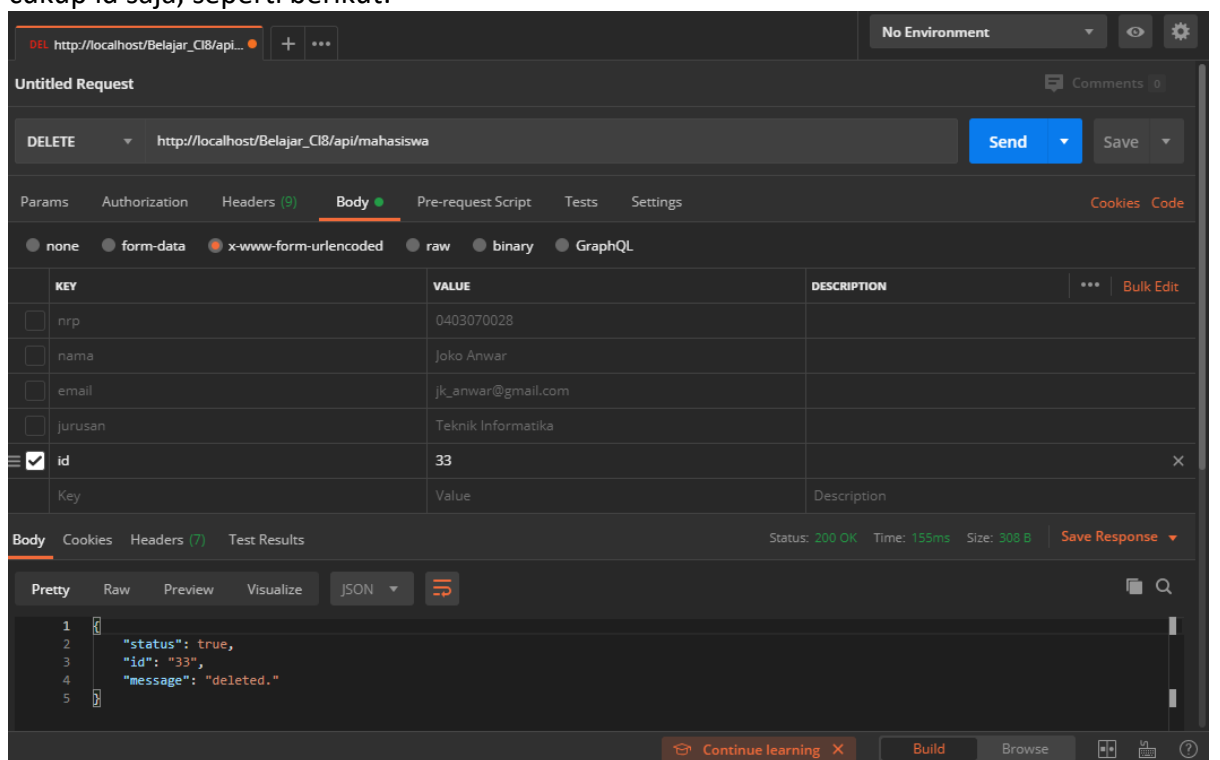 cukup id saja, seperti berikut:
DEL http://localhost/Belajar_CI8/api... + ••• No Environment
Untitled Request Comments 0
DELETE http://localhost/Belajar_CI8/api/mahasiswa Send Save
Params Authorization Headers (9) Body Pre-request Script Tests Settings Cookies Code
none form-data x-www-form-urlencoded raw binary GraphQL
KEY VALUE DESCRIPTION ••• Bulk Edit
nrp 0403070028
nama Joko Anwar
email jk_anwar@gmail.com
jurusan Teknik Informatika
id 33
Key Value Description
Body Cookies Headers (7) Test Results Status: 200 OK Time: 155ms Size: 308 B Save Response
Pretty Raw Preview Visualize JSON
1 {
2 "status": true,
3 "id": "33",
4 "message": "deleted."
5 }
Continue learning Build Browse